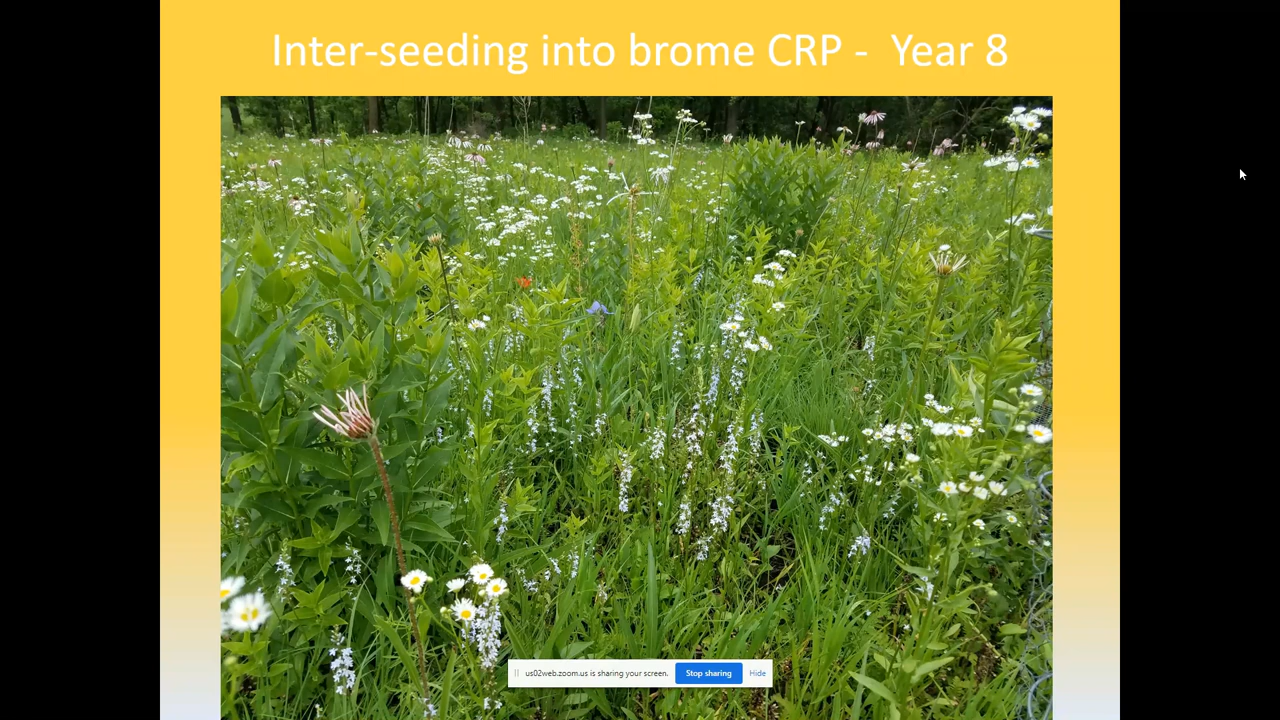 Inter-seeding into brome CRP - Year 8
us02web.zoom.us is sharing your screen. Stop sharing Hide